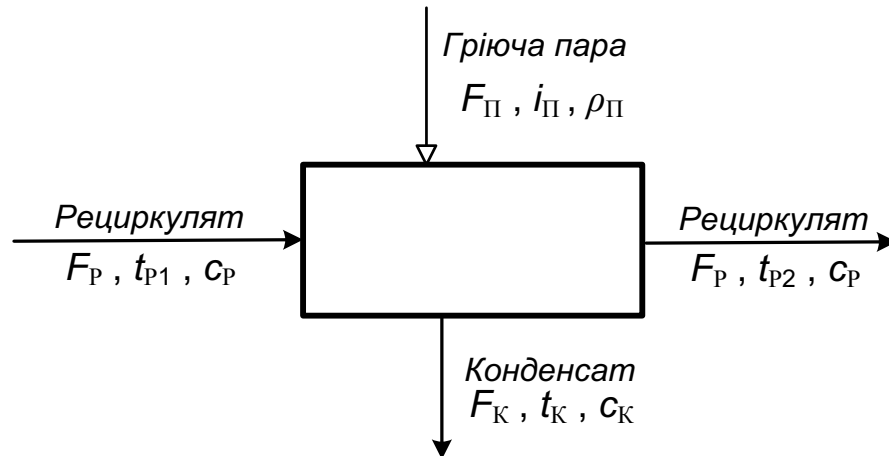 Гріюча пара
F_П , i_П , ρ_П
Рециркулят
F_Р , t_Р1 , c_Р
Рециркулят
F_Р , t_Р2 , c_Р
Конденсат
F_К , t_К , c_К